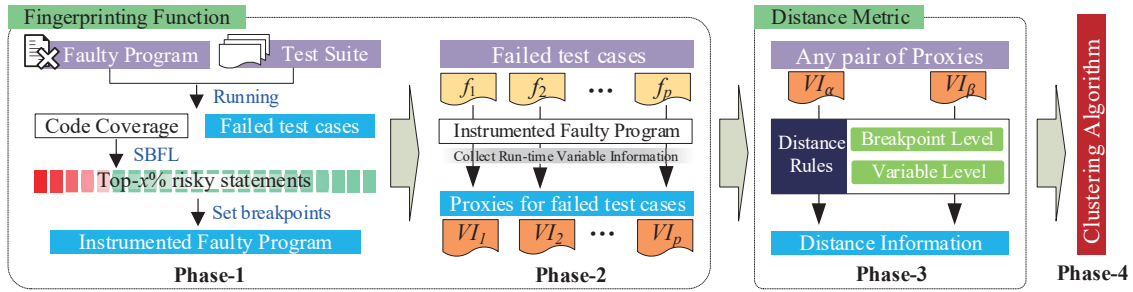 Fingerprinting Function
Faulty Program
Test Suite
Running
Code Coverage
Failed test cases
SBFL
Top-x% risky statements
Set breakpoints
Instrumented Faulty Program
Phase-1
Failed test cases
f1
f2
...
fp
Instrumented Faulty Program
Collect Run-time Variable Information
Proxies for failed test cases
VI1
VI2
...
VIp
Phase-2
Distance Metric
Any pair of Proxies
VIα
VIβ
Distance
Rules
Breakpoint Level
Variable Level
Distance Information
Phase-3
Clustering Algorithm
Phase-4